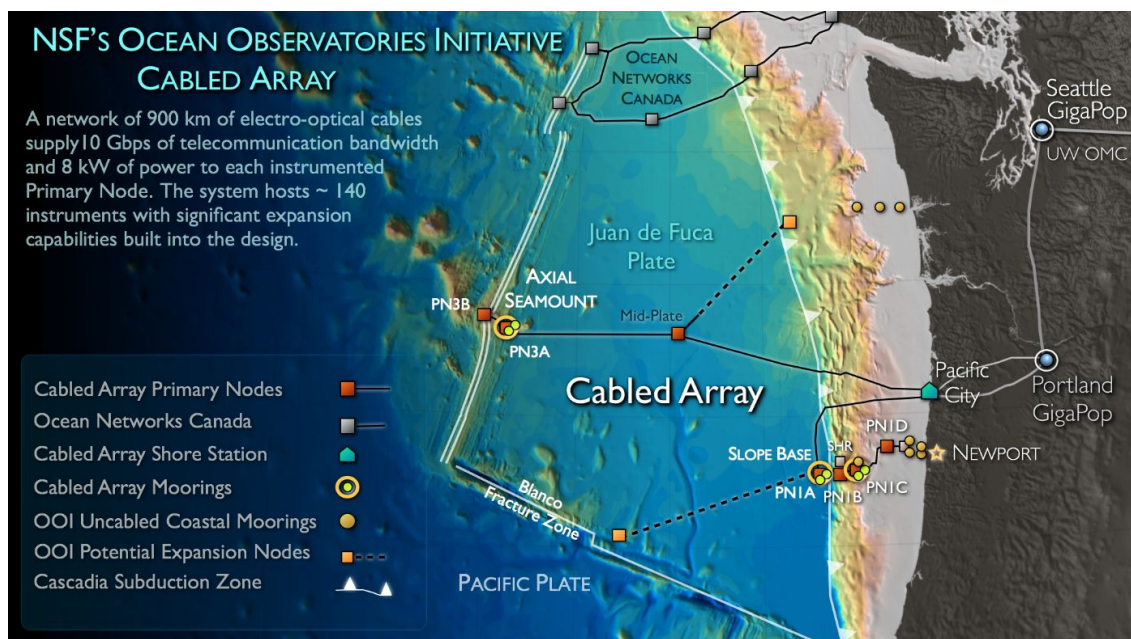 NSF'S OCEAN OBSERVATORIES INITIATIVE
CABLED ARRAY
A network of 900 km of electro-optical cables
supply10 Gbps of telecommunication bandwidth
and 8 kW of power to each instrumented
Primary Node. The system hosts ~ 140
instruments with significant expansion
capabilities built into the design.
OCEAN
NETWORKS
CANADA
Seattle
GigaPop
UW OMC
Juan de Fuca
Plate
AXIAL
SEAMOUNT
PN3B
PN3A
Mid-Plate
Cabled Array
Pacific
City
Portland
GigaPop
PN1D
SHR
NEWPORT
SLOPE BASE
PN1A
PN1B
PN1C
Blanco
Fracture Zone
PACIFIC PLATE
Cabled Array Primary Nodes
Ocean Networks Canada
Cabled Array Shore Station
Cabled Array Moorings
OOI Uncabled Coastal Moorings
OOI Potential Expansion Nodes
Cascadia Subduction Zone